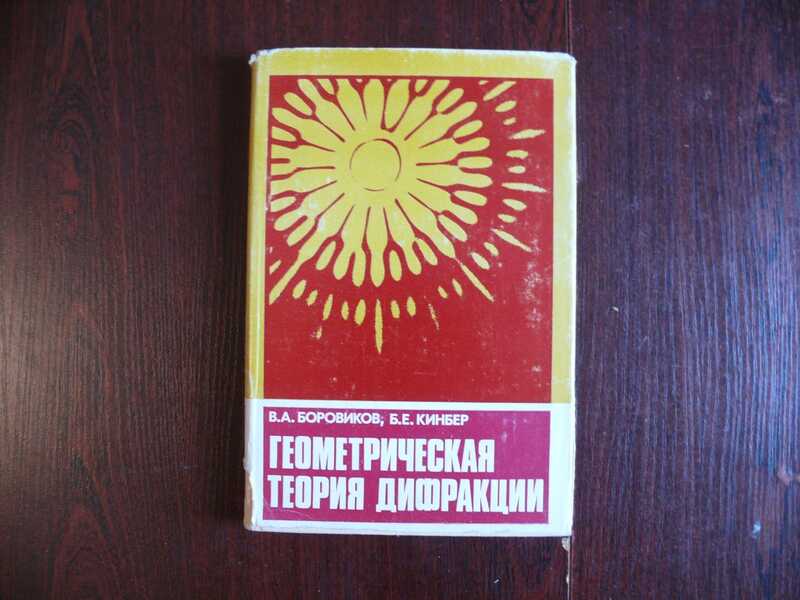 В.А. БОРОВИКОВ, Б.Е. КИНБЕР
ГЕОМЕТРИЧЕСКАЯ
ТЕОРИЯ ДИФРАКЦИИ